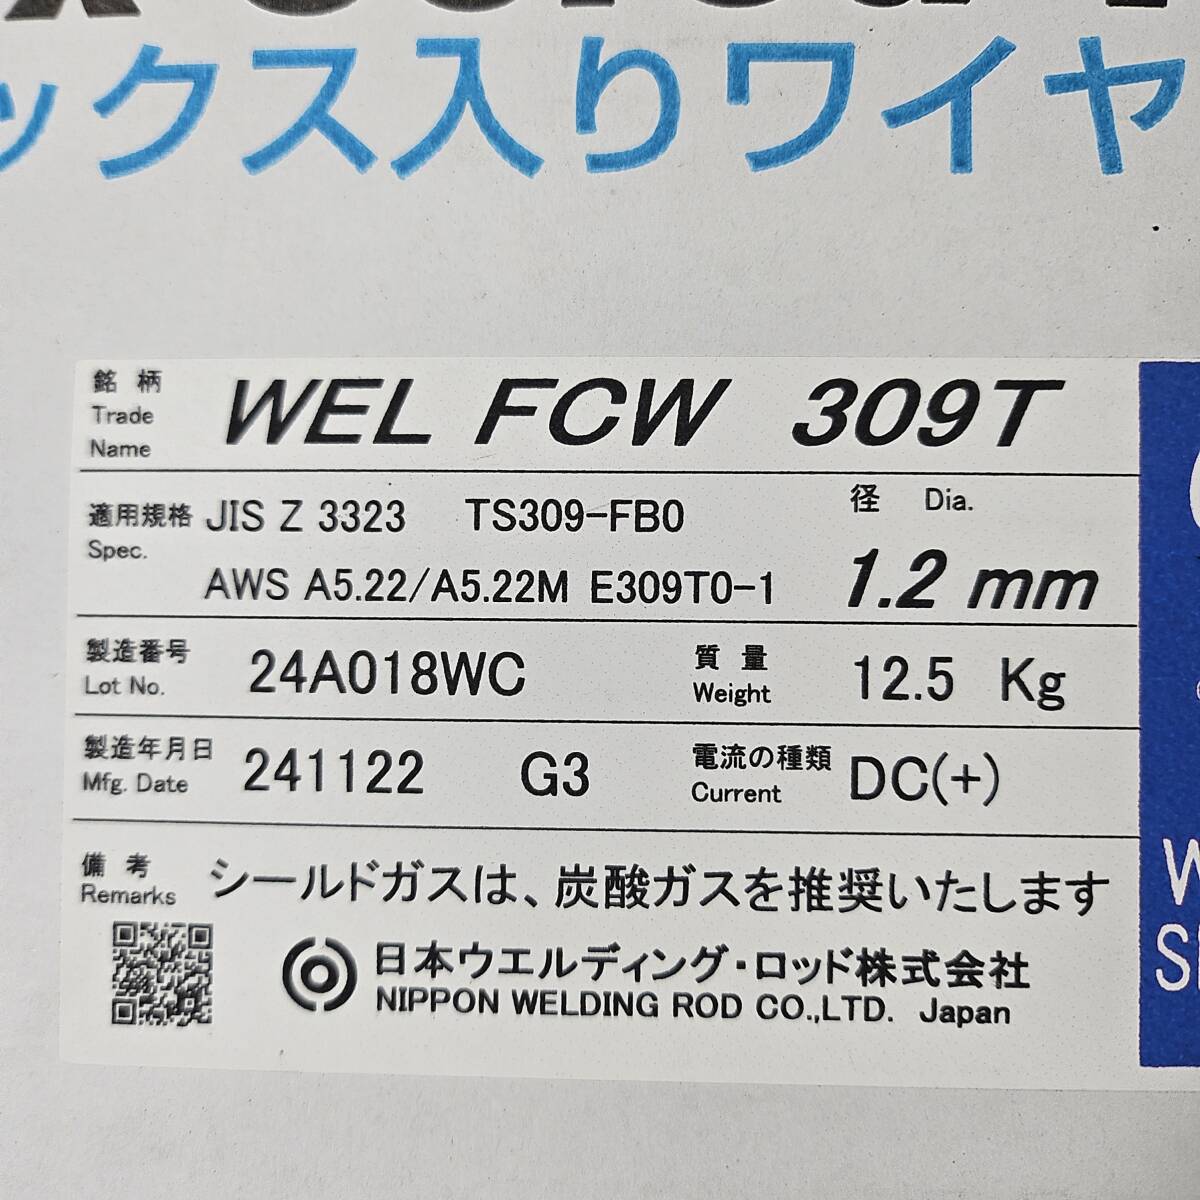 ックス入りワイヤ
銘柄 Trade Name WEL FCW 309T
適用規格 Spec. JIS Z 3323 TS309-FB0
AWS A5.22/A5.22M E309T0-1
径 Dia. 1.2 mm
製造番号 Lot No. 24A018WC
質量 Weight 12.5 Kg
製造年月日 Mfg. Date 241122 G3
電流の種類 Current DC(+)
備考 Remarks シールドガスは、炭酸ガスを推奨いたします
日本ウエルディング・ロッド株式会社
NIPPON WELDING ROD CO.,LTD. Japan